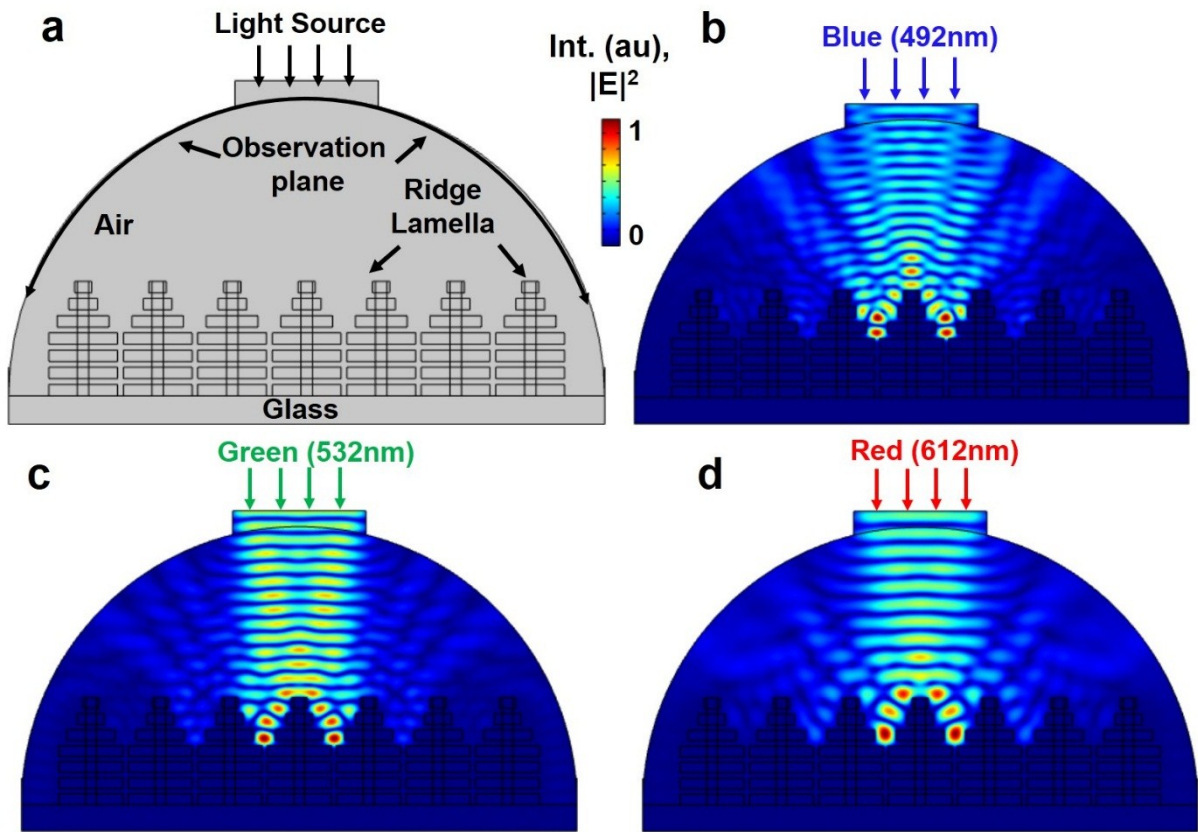 a
Light Source
Observation
plane
Air
Ridge
Lamella
Glass
Int. (au),
|E|²
1
0
b
Blue (492nm)
c
Green (532nm)
d
Red (612nm)